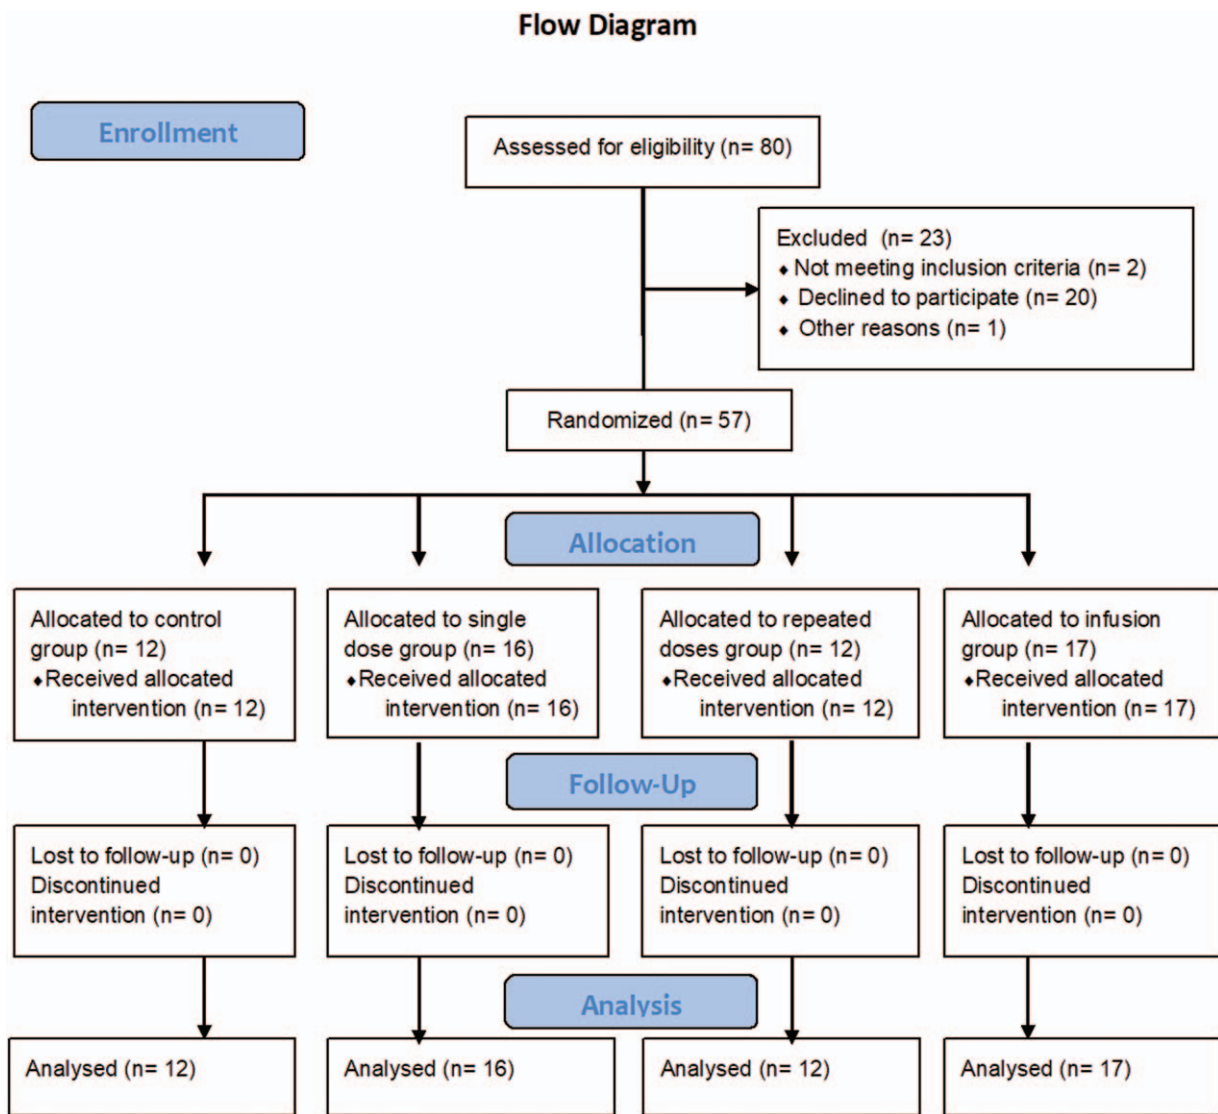 Flow Diagram
Enrollment
Assessed for eligibility (n= 80)
Excluded (n= 23)
♦ Not meeting inclusion criteria (n= 2)
♦ Declined to participate (n= 20)
♦ Other reasons (n= 1)
Randomized (n= 57)
Allocation
Allocated to control
group (n= 12)
♦Received allocated
intervention (n= 12)
Allocated to single
dose group (n= 16)
♦Received allocated
intervention (n= 16)
Allocated to repeated
doses group (n= 12)
♦Received allocated
intervention (n= 12)
Allocated to infusion
group (n= 17)
♦Received allocated
intervention (n= 17)
Follow-Up
Lost to follow-up (n= 0)
Discontinued
intervention (n= 0)
Lost to follow-up (n= 0)
Discontinued
intervention (n= 0)
Lost to follow-up (n= 0)
Discontinued
intervention (n= 0)
Lost to follow-up (n= 0)
Discontinued
intervention (n= 0)
Analysis
Analysed (n= 12)
Analysed (n= 16)
Analysed (n= 12)
Analysed (n= 17)